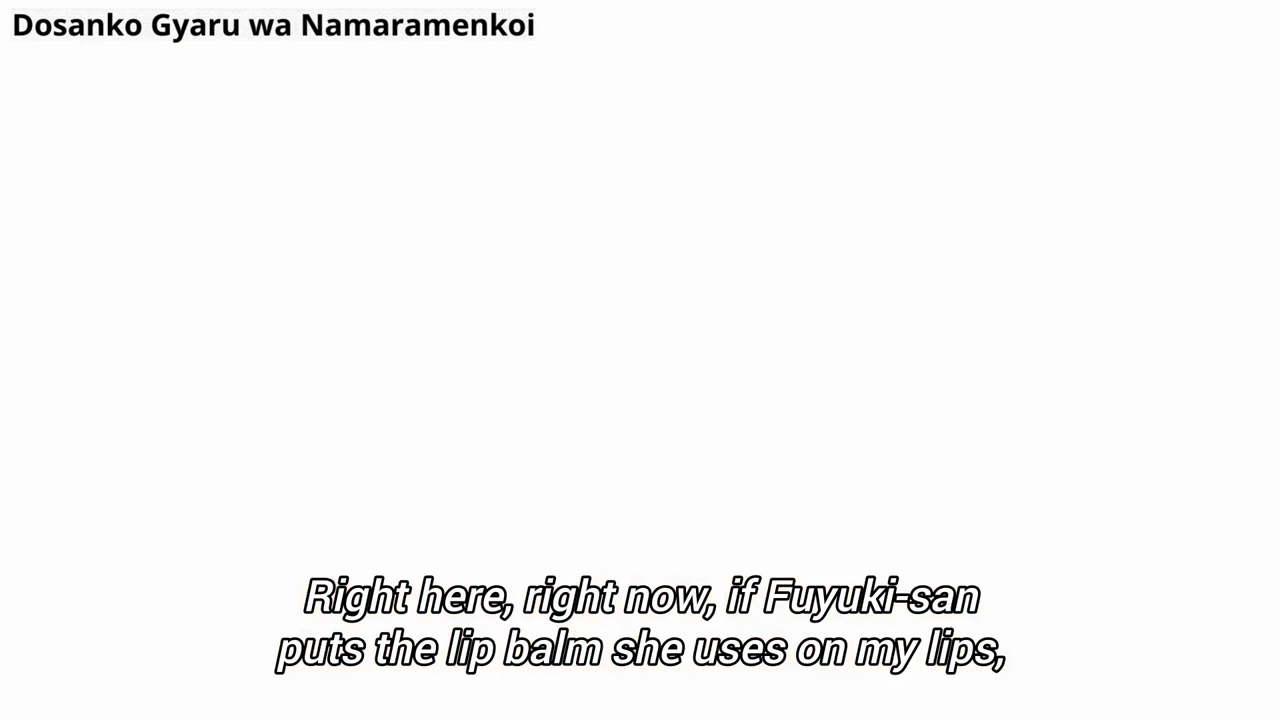 Dosanko Gyaru wa Namaramenkoi
Right here, right now, if Fuyuki-san
puts the lip balm she uses on my lips,